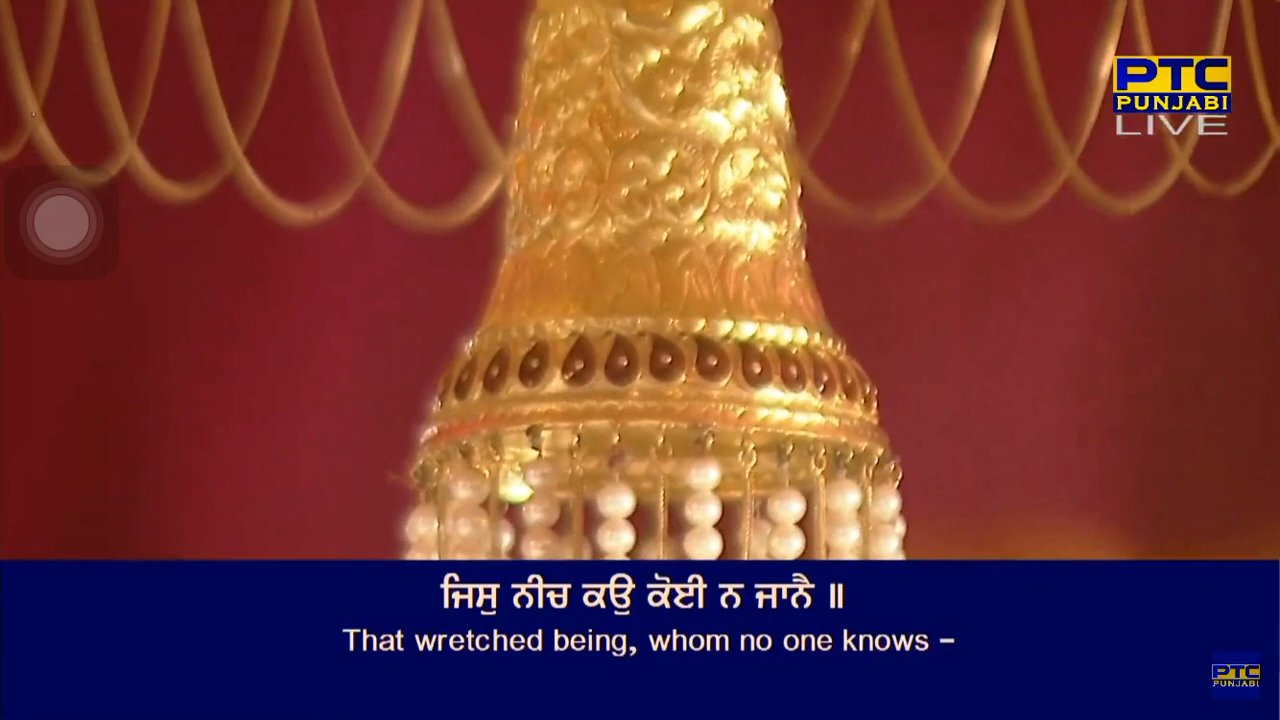 PTC
PUNJABI
LIVE
ਜਿਸੁ ਨੀਚ ਕਉ ਕੋਈ ਨ ਜਾਨੈ ॥
That wretched being, whom no one knows –
PTC
PUNJABI